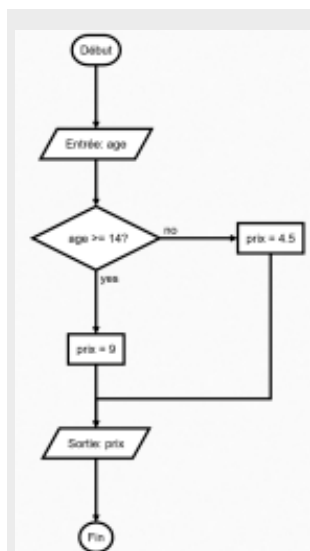 Début
Entrée: age
age >= 14?
no
prix = 4.5
yes
prix = 9
Sortie: prix
Fin